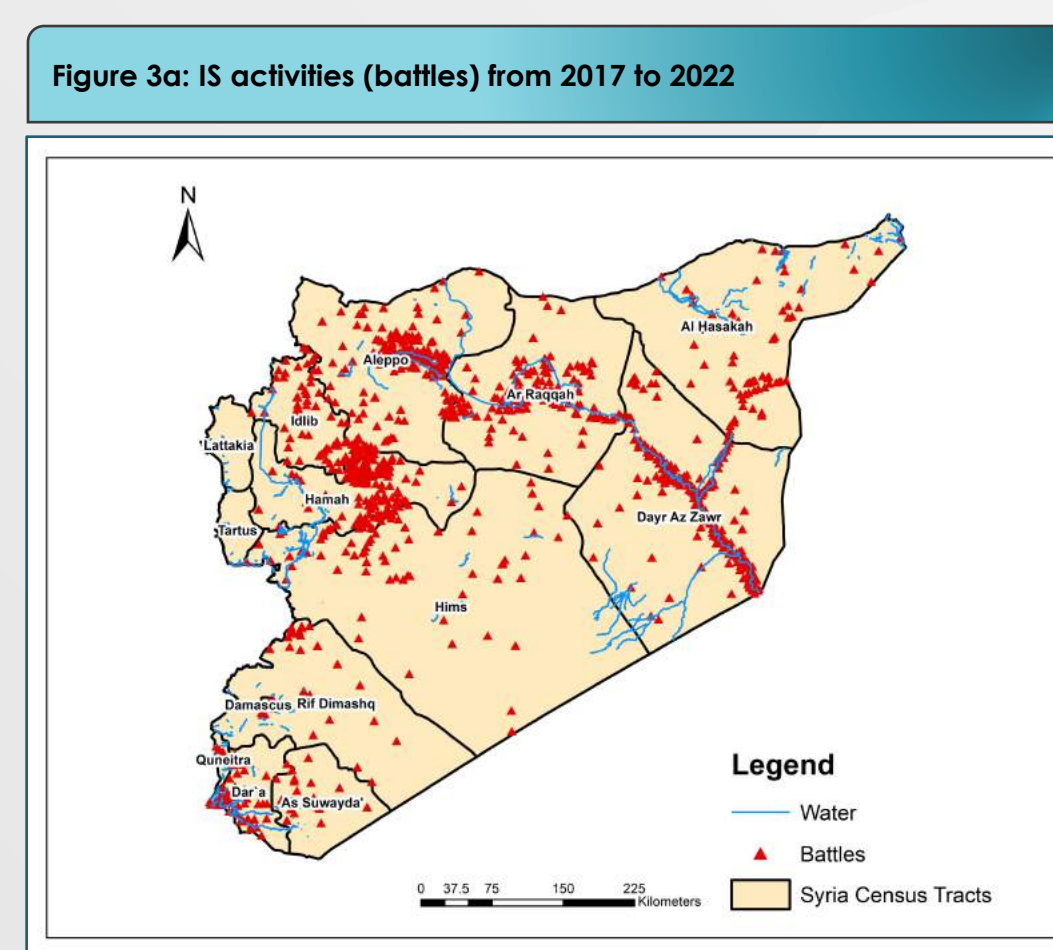 Figure 3a: IS activities (battles) from 2017 to 2022
N
Al Ḥasakah
Aleppo
Ar Raqqah
Idlib
Lattakia
Hamah
Dayr Az Zawr
Tartus
Hims
Damascus Rif Dimashq
Quneitra
Dar`a
As Suwayda'
Legend
Water
Battles
Syria Census Tracts
0 37.5 75 150 225
Kilometers